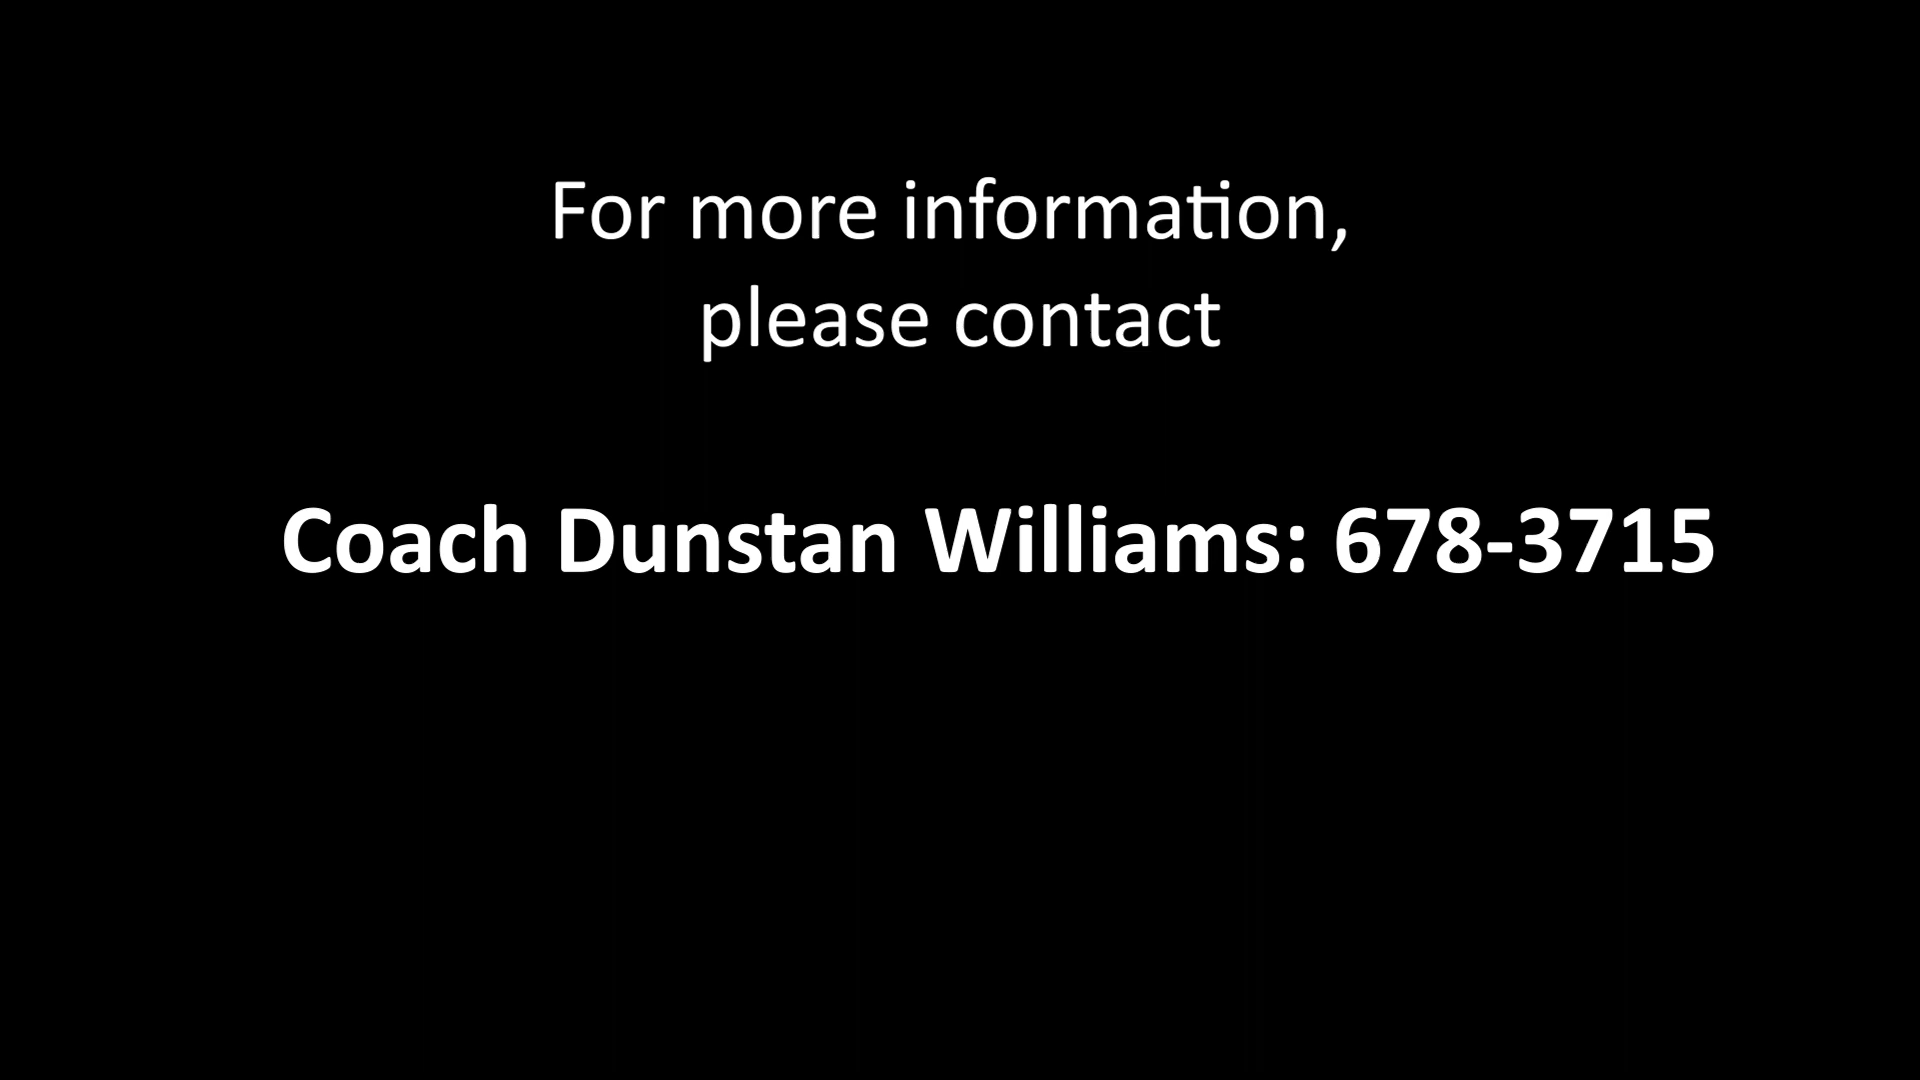 For more information,
please contact
Coach Dunstan Williams: 678-3715